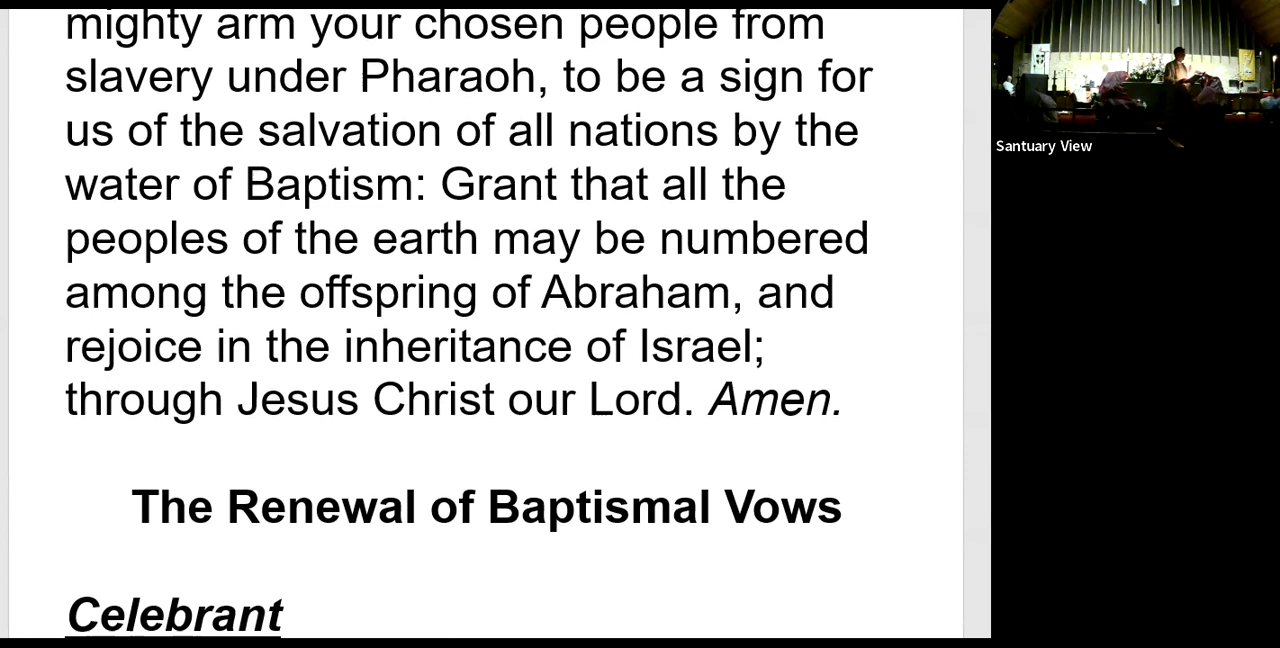 mighty arm your chosen people from
slavery under Pharaoh, to be a sign for
us of the salvation of all nations by the
water of Baptism: Grant that all the
peoples of the earth may be numbered
among the offspring of Abraham, and
rejoice in the inheritance of Israel;
through Jesus Christ our Lord. Amen.
The Renewal of Baptismal Vows
Celebrant
Santuary View